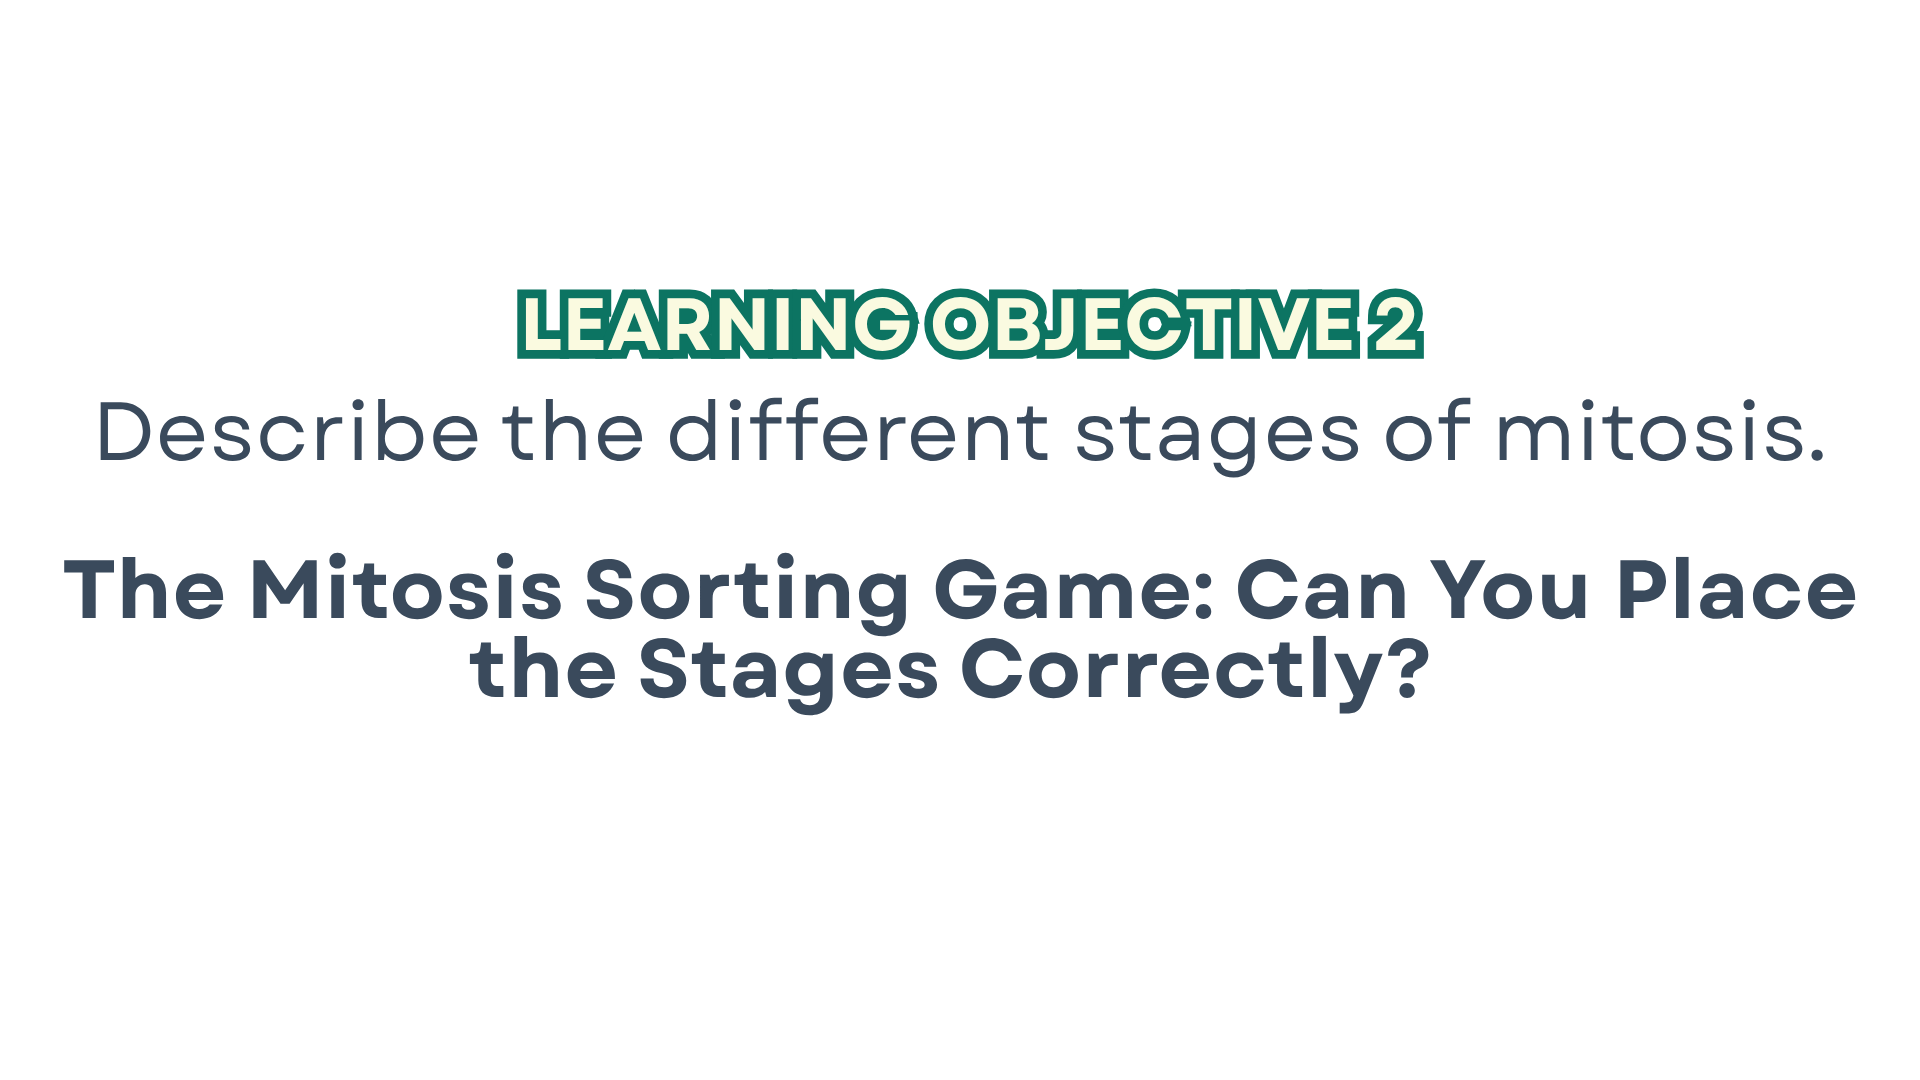 LEARNING OBJECTIVE 2
Describe the different stages of mitosis.
The Mitosis Sorting Game: Can You Place
the Stages Correctly?